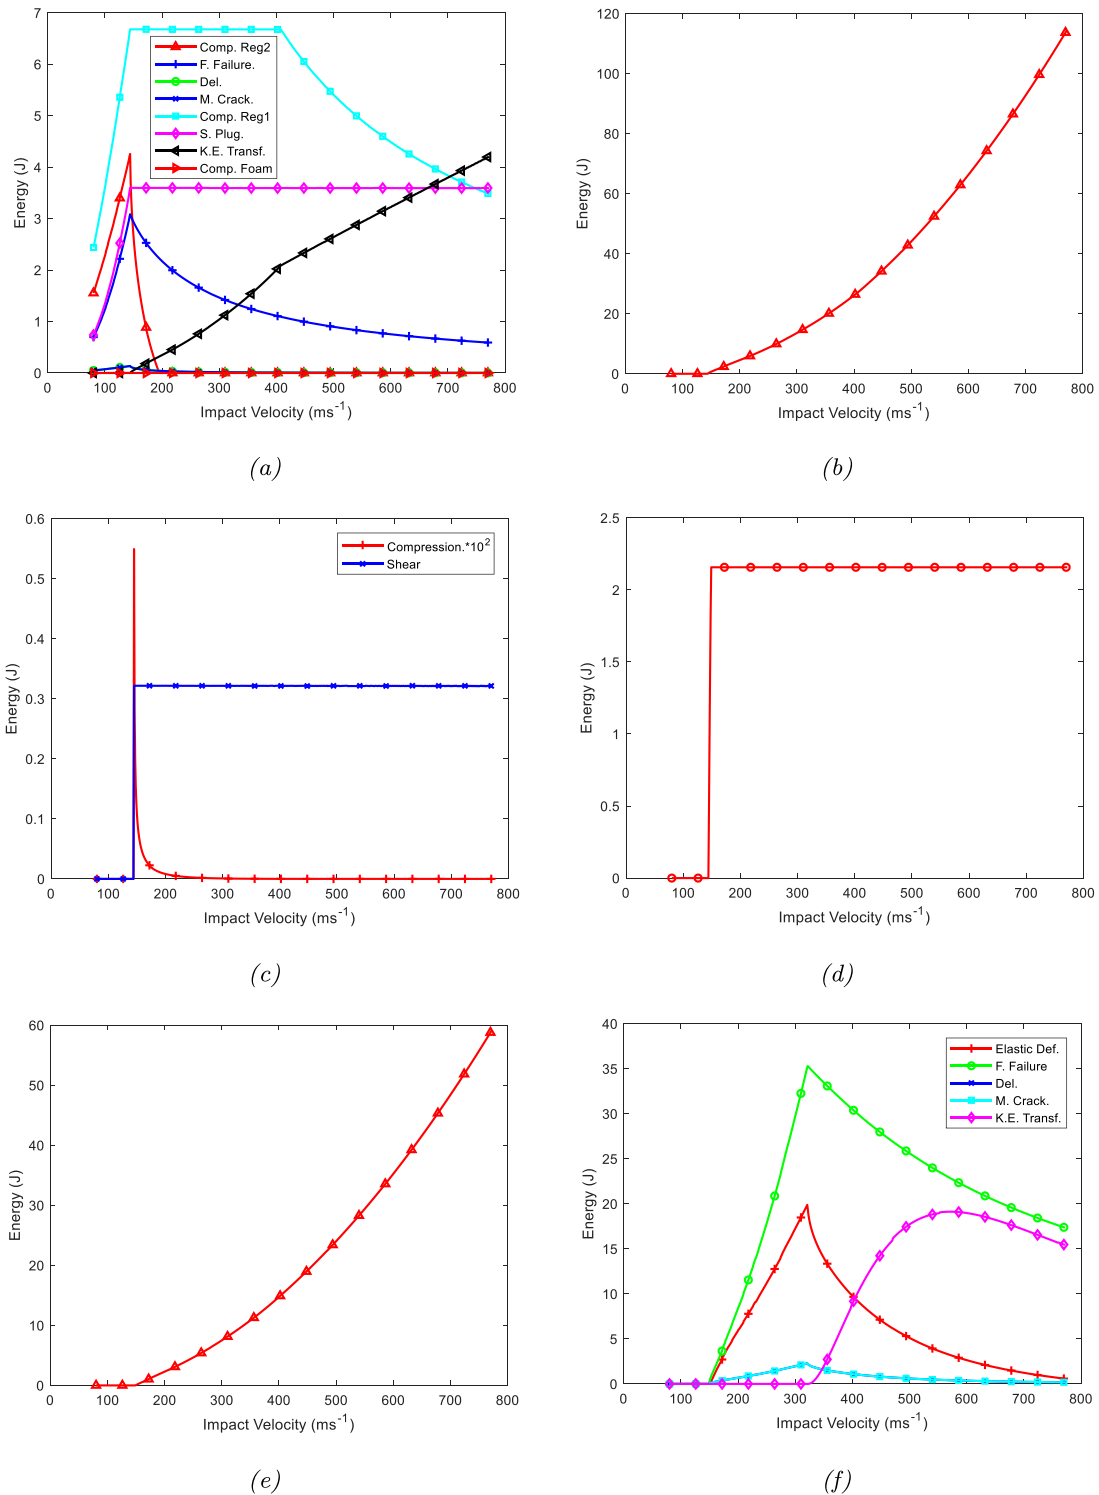 7
6
5
4
3
2
1
0
Energy (J)
Comp. Reg2
F. Failure.
Del.
M. Crack.
Comp. Reg1
S. Plug.
K.E. Transf.
Comp. Foam
0 100 200 300 400 500 600 700 800
Impact Velocity (ms-1)
(a)
120
100
80
60
40
20
0
Energy (J)
0 100 200 300 400 500 600 700 800
Impact Velocity (ms-1)
(b)
0.6
0.5
0.4
0.3
0.2
0.1
0
Energy (J)
Compression.*102
Shear
0 100 200 300 400 500 600 700 800
Impact Velocity (ms-1)
(c)
2.5
2
1.5
1
0.5
0
Energy (J)
0 100 200 300 400 500 600 700 800
Impact Velocity (ms-1)
(d)
60
50
40
30
20
10
0
Energy (J)
0 100 200 300 400 500 600 700 800
Impact Velocity (ms-1)
(e)
40
35
30
25
20
15
10
5
0
Energy (J)
Elastic Def.
F. Failure
Del.
M. Crack.
K.E. Transf.
0 100 200 300 400 500 600 700 800
Impact Velocity (ms-1)
(f)